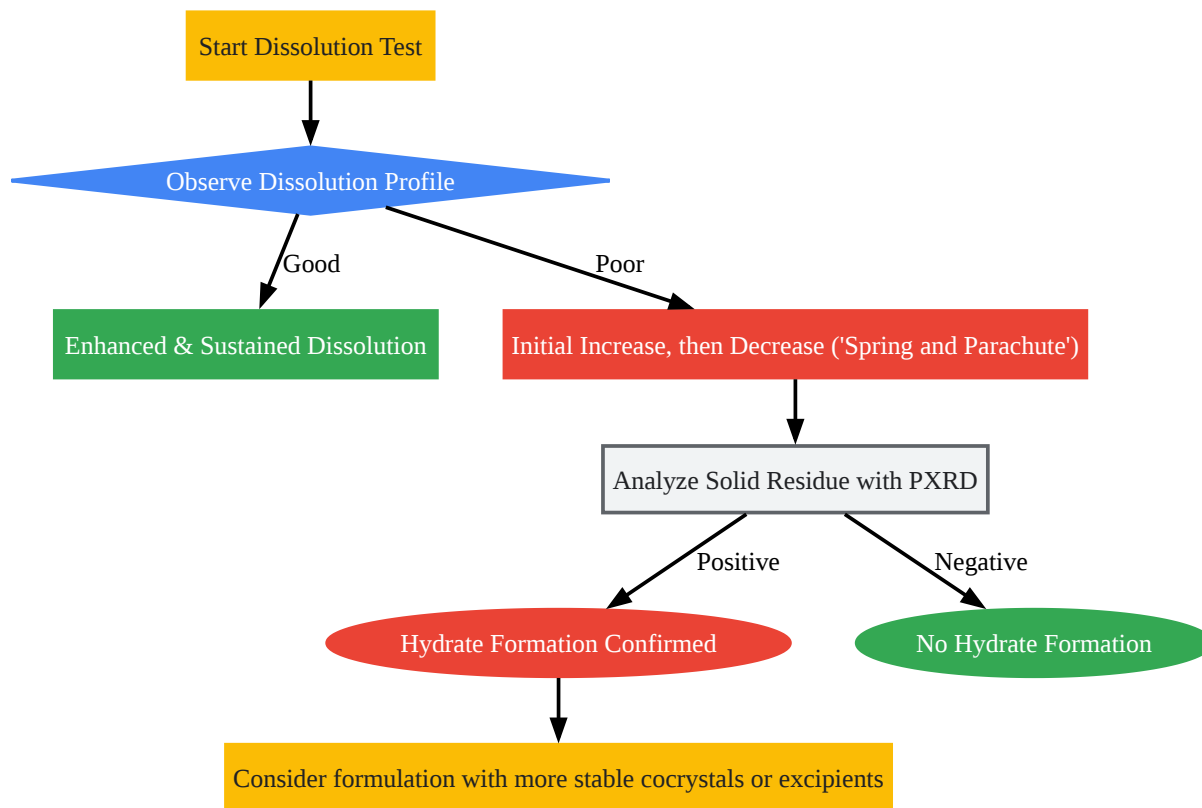 Start Dissolution Test
Observe Dissolution Profile
Good
Poor
Enhanced & Sustained Dissolution
Initial Increase, then Decrease ('Spring and Parachute')
Analyze Solid Residue with PXRD
Positive
Negative
Hydrate Formation Confirmed
No Hydrate Formation
Consider formulation with more stable cocrystals or excipients